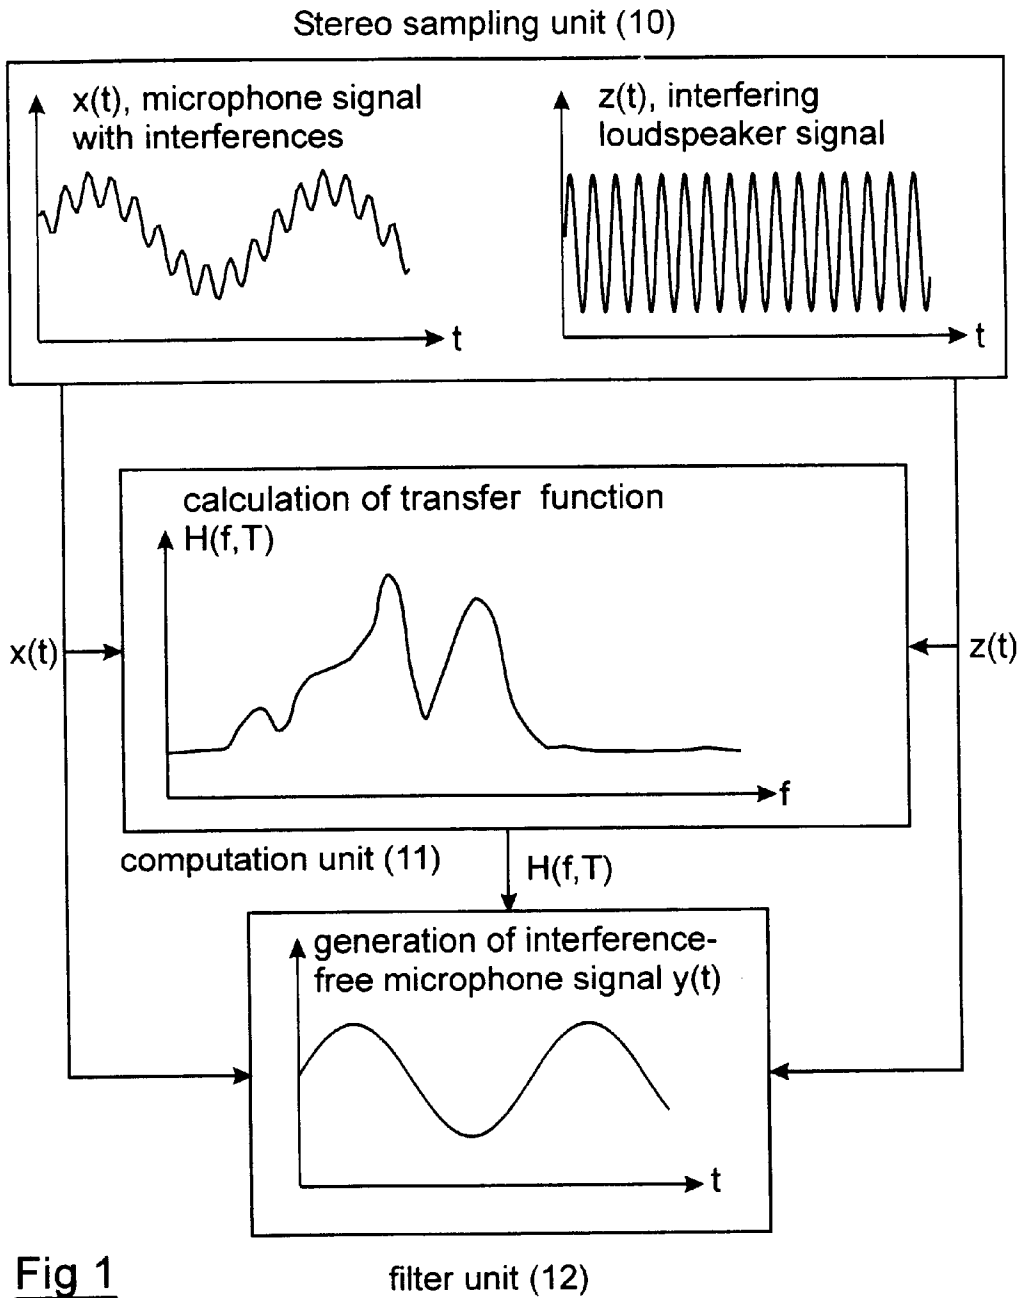 Stereo sampling unit (10)
x(t), microphone signal
with interferences
t
z(t), interfering
loudspeaker signal
t
calculation of transfer function
H(f,T)
f
x(t)
z(t)
computation unit (11)
H(f,T)
generation of interference-
free microphone signal y(t)
t
Fig 1
filter unit (12)